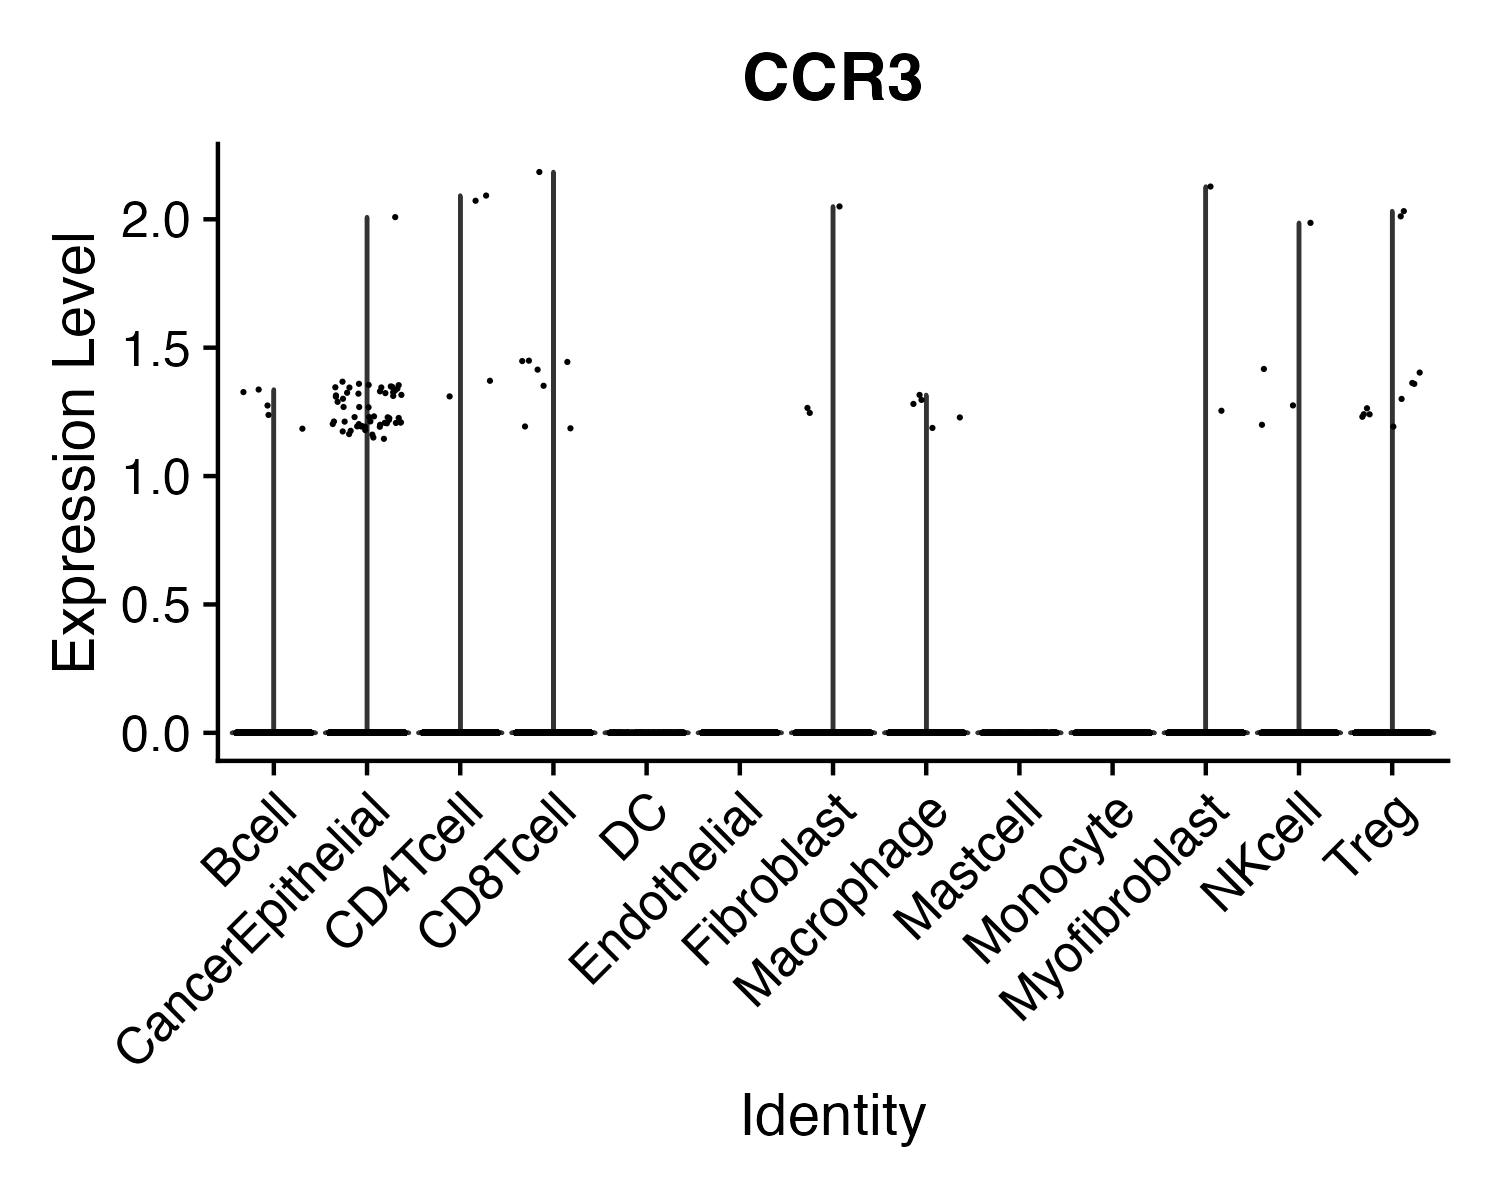 CCR3
Expression Level
2.0
1.5
1.0
0.5
0.0
Bcell
CancerEpithelial
CD4Tcell
CD8Tcell
DC
Endothelial
Fibroblast
Macrophage
Mastcell
Monocyte
Myofibroblast
NKcell
Treg
Identity